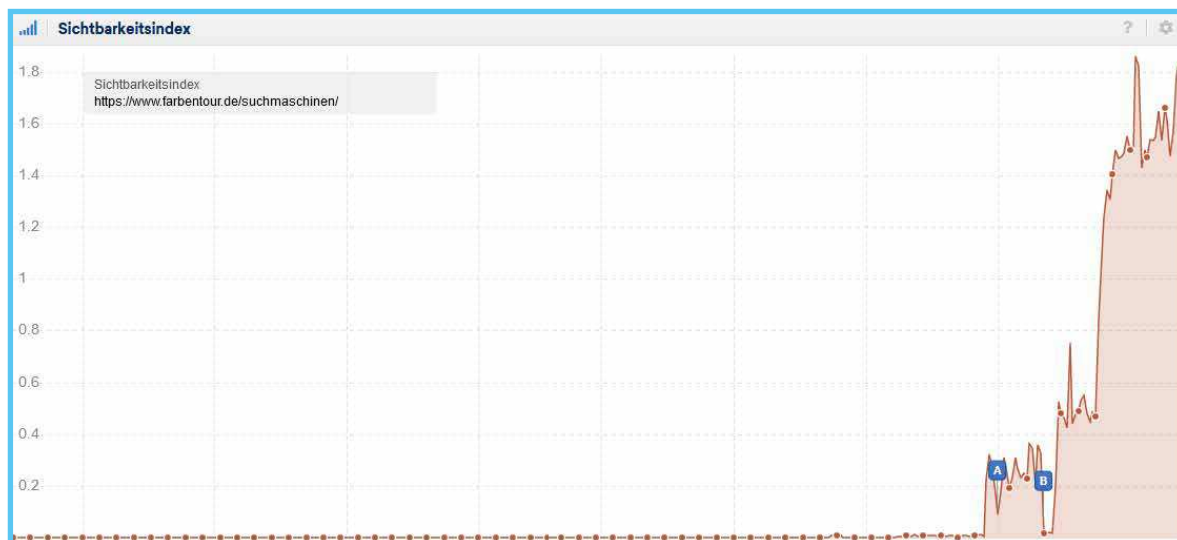 Sichtbarkeitsindex
?
1.8
Sichtbarkeitsindex
https://www.farbentour.de/suchmaschinen/
1.6
1.4
1.2
1
0.8
0.6
0.4
A
B
0.2